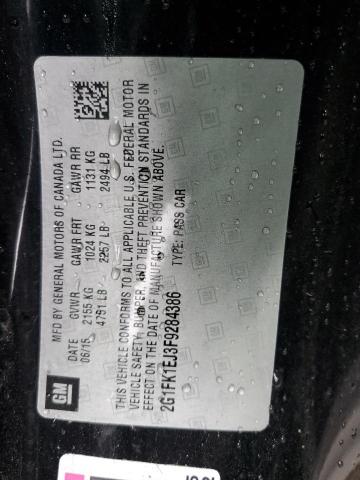 MFD BY GENERAL MOTORS OF CANADA LTD.
DATE GVWR GAWR FRT GAWR RR
06/15 2155 KG 1024 KG 1131 KG
4751 LB 2257 LB 2494 LB
THIS VEHICLE CONFORMS TO ALL APPLICABLE U.S. FEDERAL MOTOR
VEHICLE SAFETY, BUMPER, AND THEFT PREVENTION STANDARDS IN
EFFECT ON THE DATE OF MANUFACTURE SHOWN ABOVE.
2G1FK1EJ3F9284386 TYPE: PASS CAR
GM